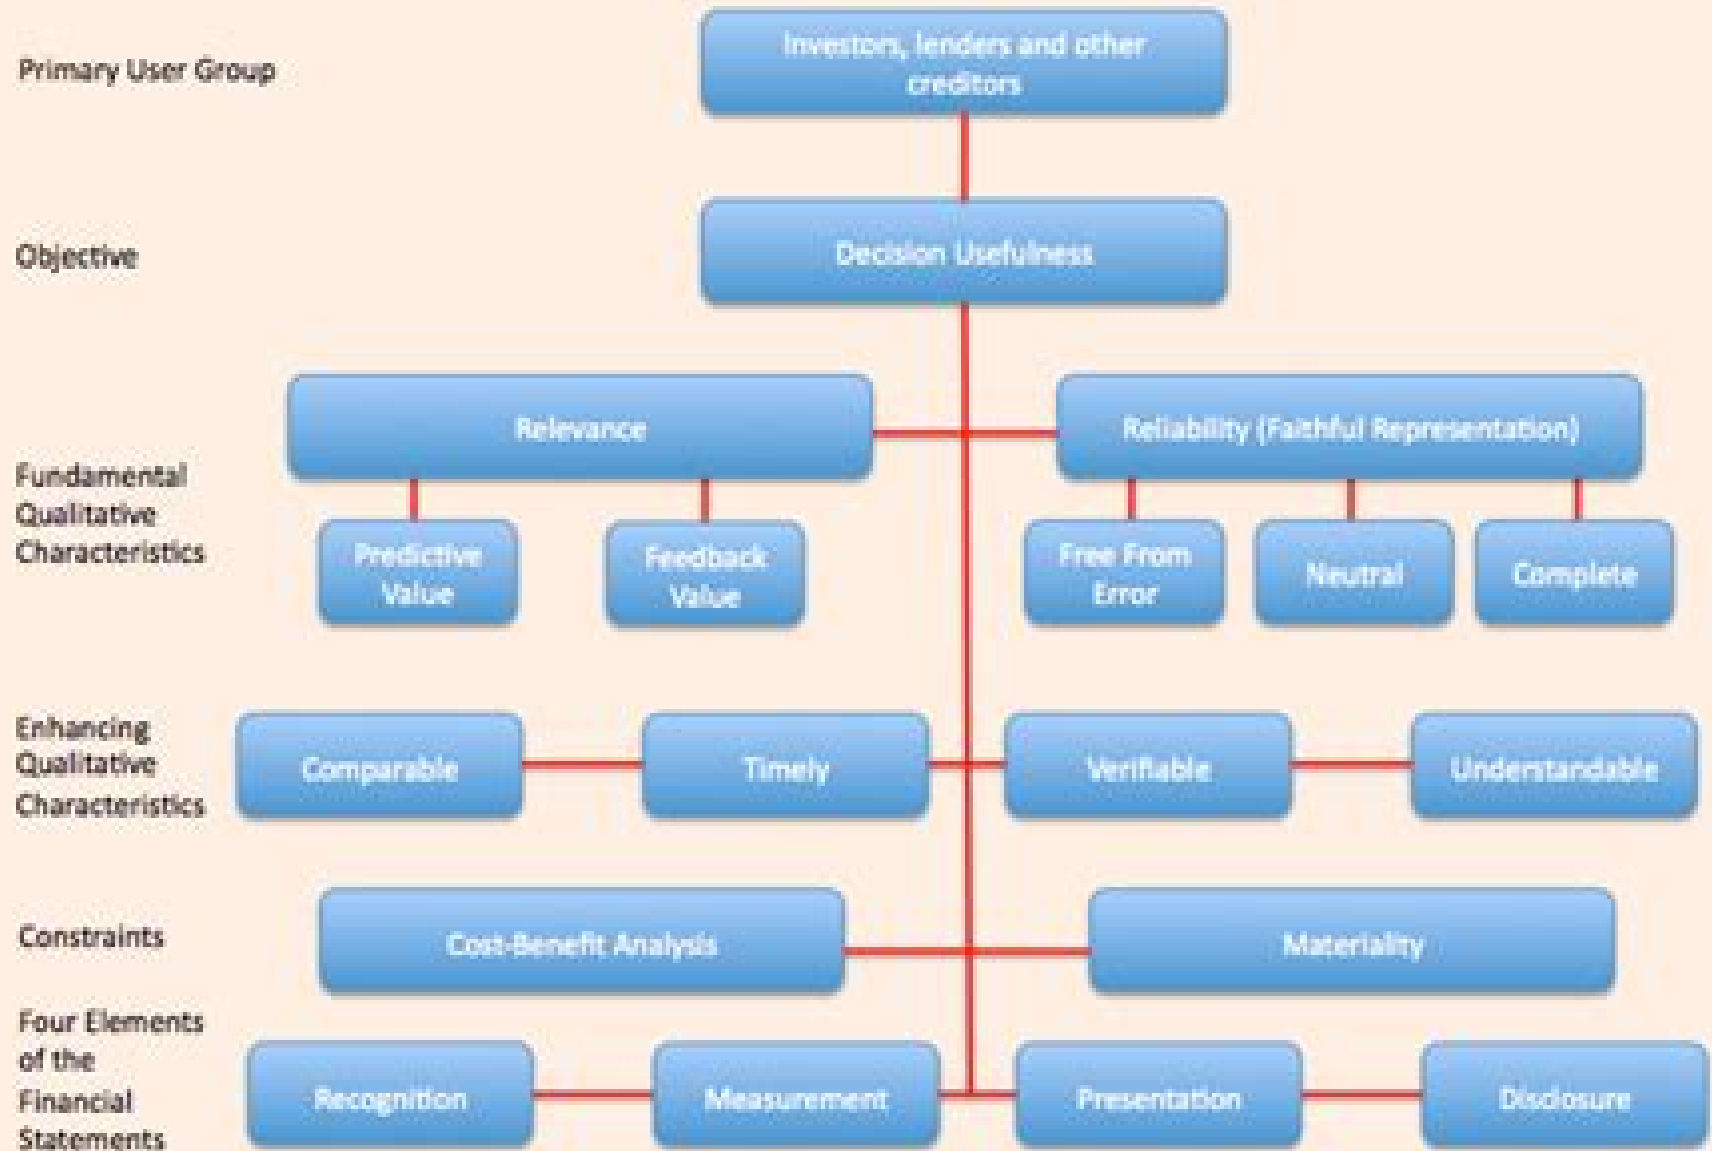 Primary User Group
Investors, lenders and other
creditors
Objective
Decision Usefulness
Fundamental
Qualitative
Characteristics
Relevance
Reliability (Faithful Representation)
Predictive
Value
Feedback
Value
Free From
Error
Neutral
Complete
Enhancing
Qualitative
Characteristics
Comparable
Timely
Verifiable
Understandable
Constraints
Cost-Benefit Analysis
Materiality
Four Elements
of the
Financial
Statements
Recognition
Measurement
Presentation
Disclosure